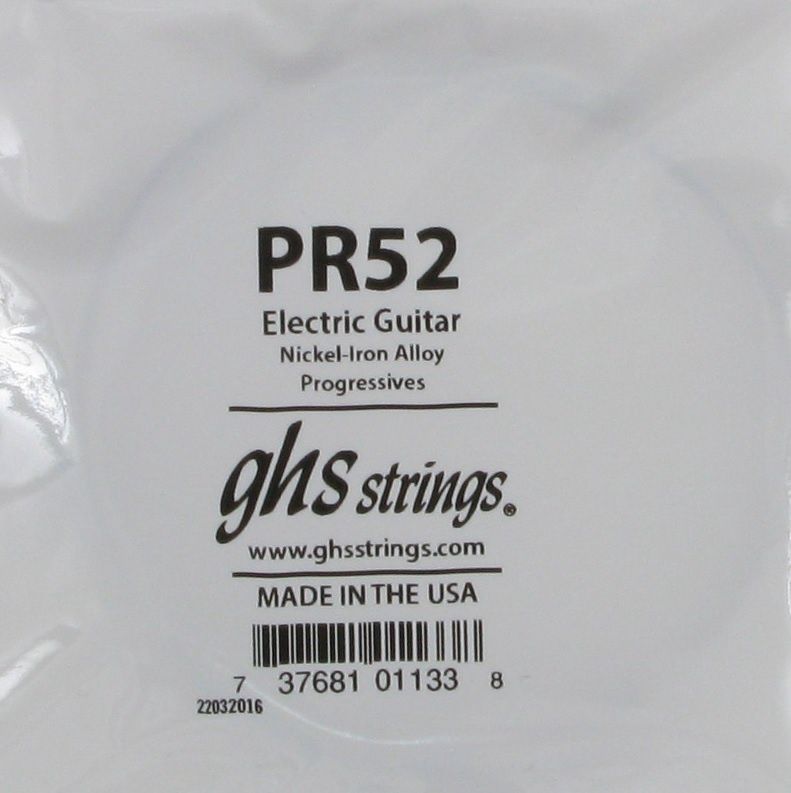 PR52
Electric Guitar
Nickel-Iron Alloy
Progressives
ghs strings®
www.ghsstrings.com
MADE IN THE USA
7 37681 01133 8
22032016